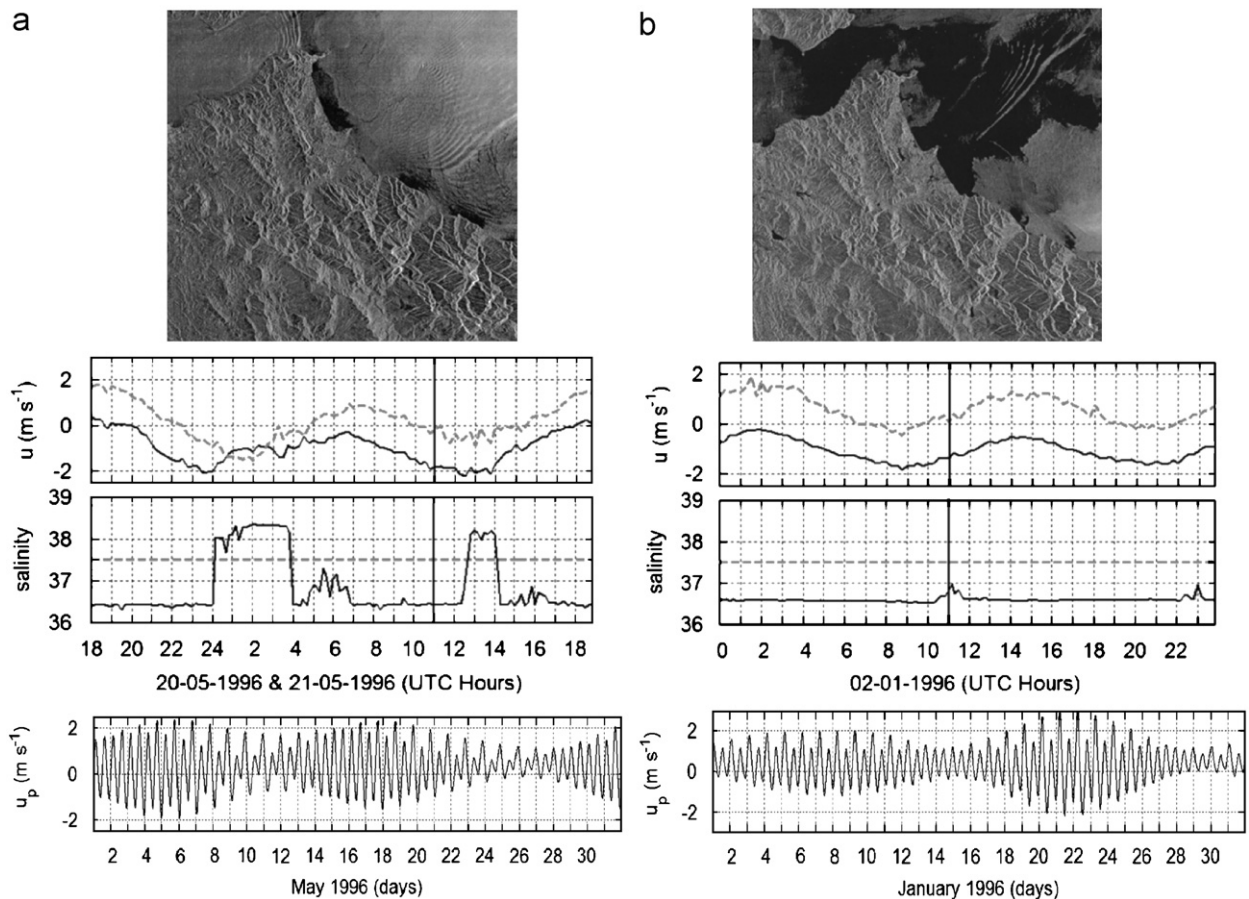 a
b
u (m s⁻¹)
2
0
-2
salinity
39
38
37
36
18 20 22 24 2 4 6 8 10 12 14 16 18
20-05-1996 & 21-05-1996 (UTC Hours)
u (m s⁻¹)
2
0
-2
salinity
39
38
37
36
0 2 4 6 8 10 12 14 16 18 20 22
02-01-1996 (UTC Hours)
uₚ (m s⁻¹)
2
0
-2
2 4 6 8 10 12 14 16 18 20 22 24 26 28 30
May 1996 (days)
uₚ (m s⁻¹)
2
0
-2
2 4 6 8 10 12 14 16 18 20 22 24 26 28 30
January 1996 (days)